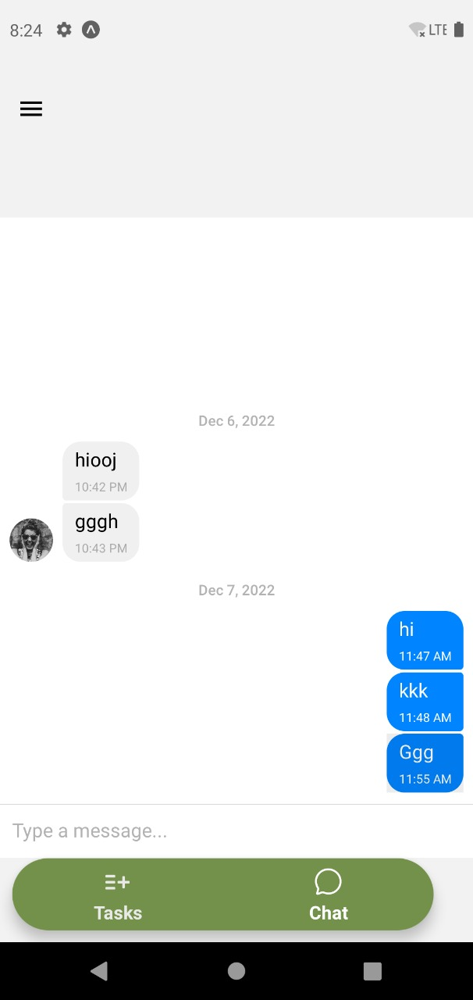 8:24 LTE
Dec 6, 2022
hiooj
10:42 PM
gggh
10:43 PM
Dec 7, 2022
hi
11:47 AM
kkk
11:48 AM
Ggg
11:55 AM
Type a message...
Tasks Chat